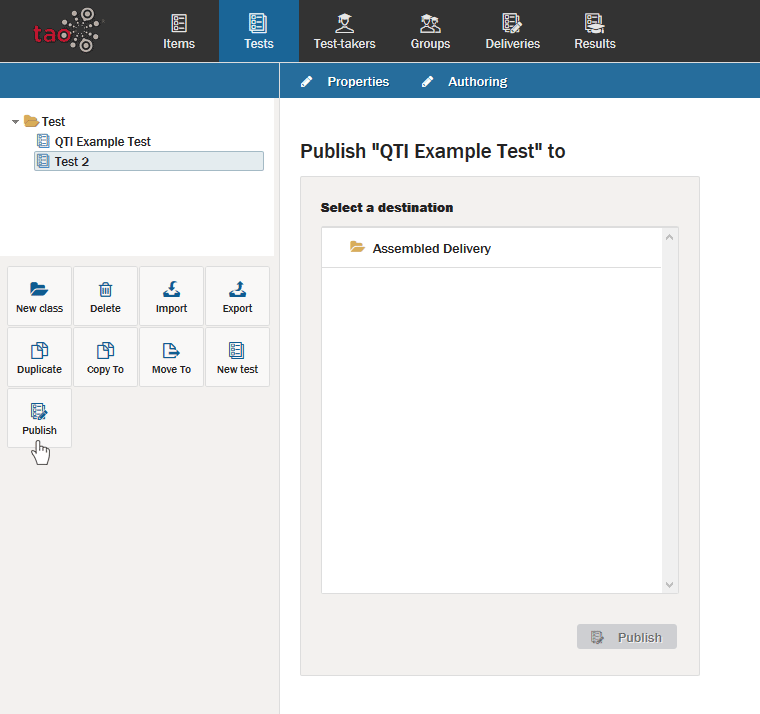 tao
Items
Tests
Test-takers
Groups
Deliveries
Results
Properties
Authoring
Test
QTI Example Test
Test 2
New class
Delete
Import
Export
Duplicate
Copy To
Move To
New test
Publish
Publish "QTI Example Test" to
Select a destination
Assembled Delivery
Publish